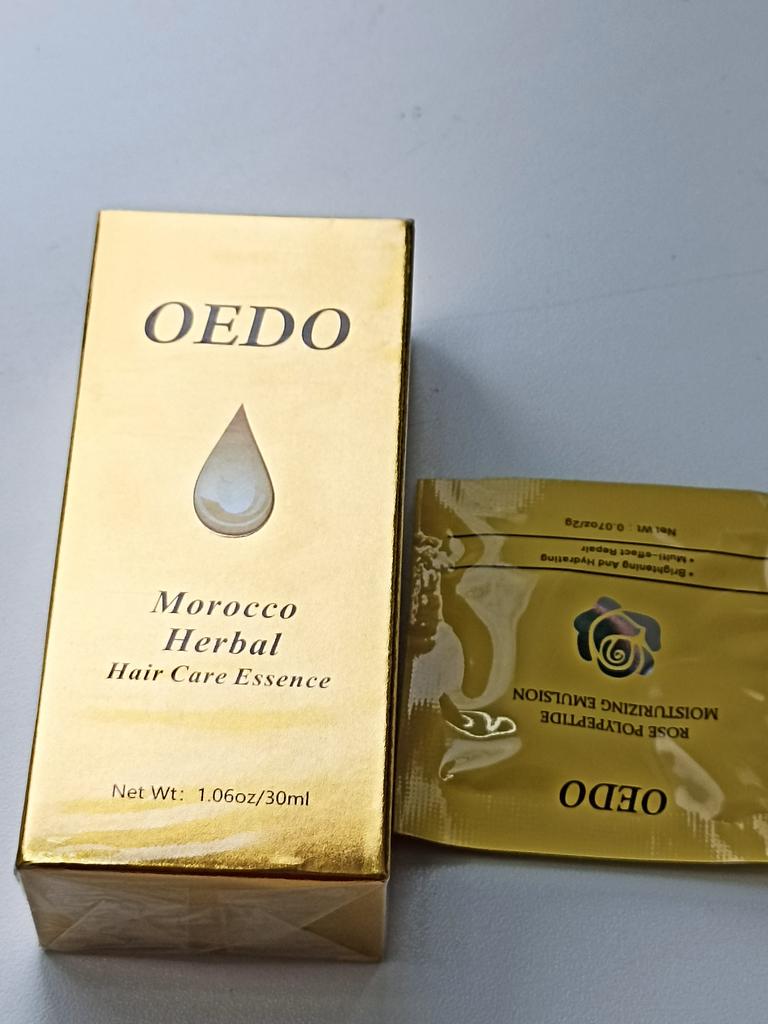 OEDO
Morocco
Herbal
Hair Care Essence
Net Wt: 1.06oz/30ml
OEDO
ROSE POLYPEPTIDE
MOISTURIZING EMULSION
• Brightening And Hydrating
• Multi-effect Repair
Net Wt : 0.07oz/2g